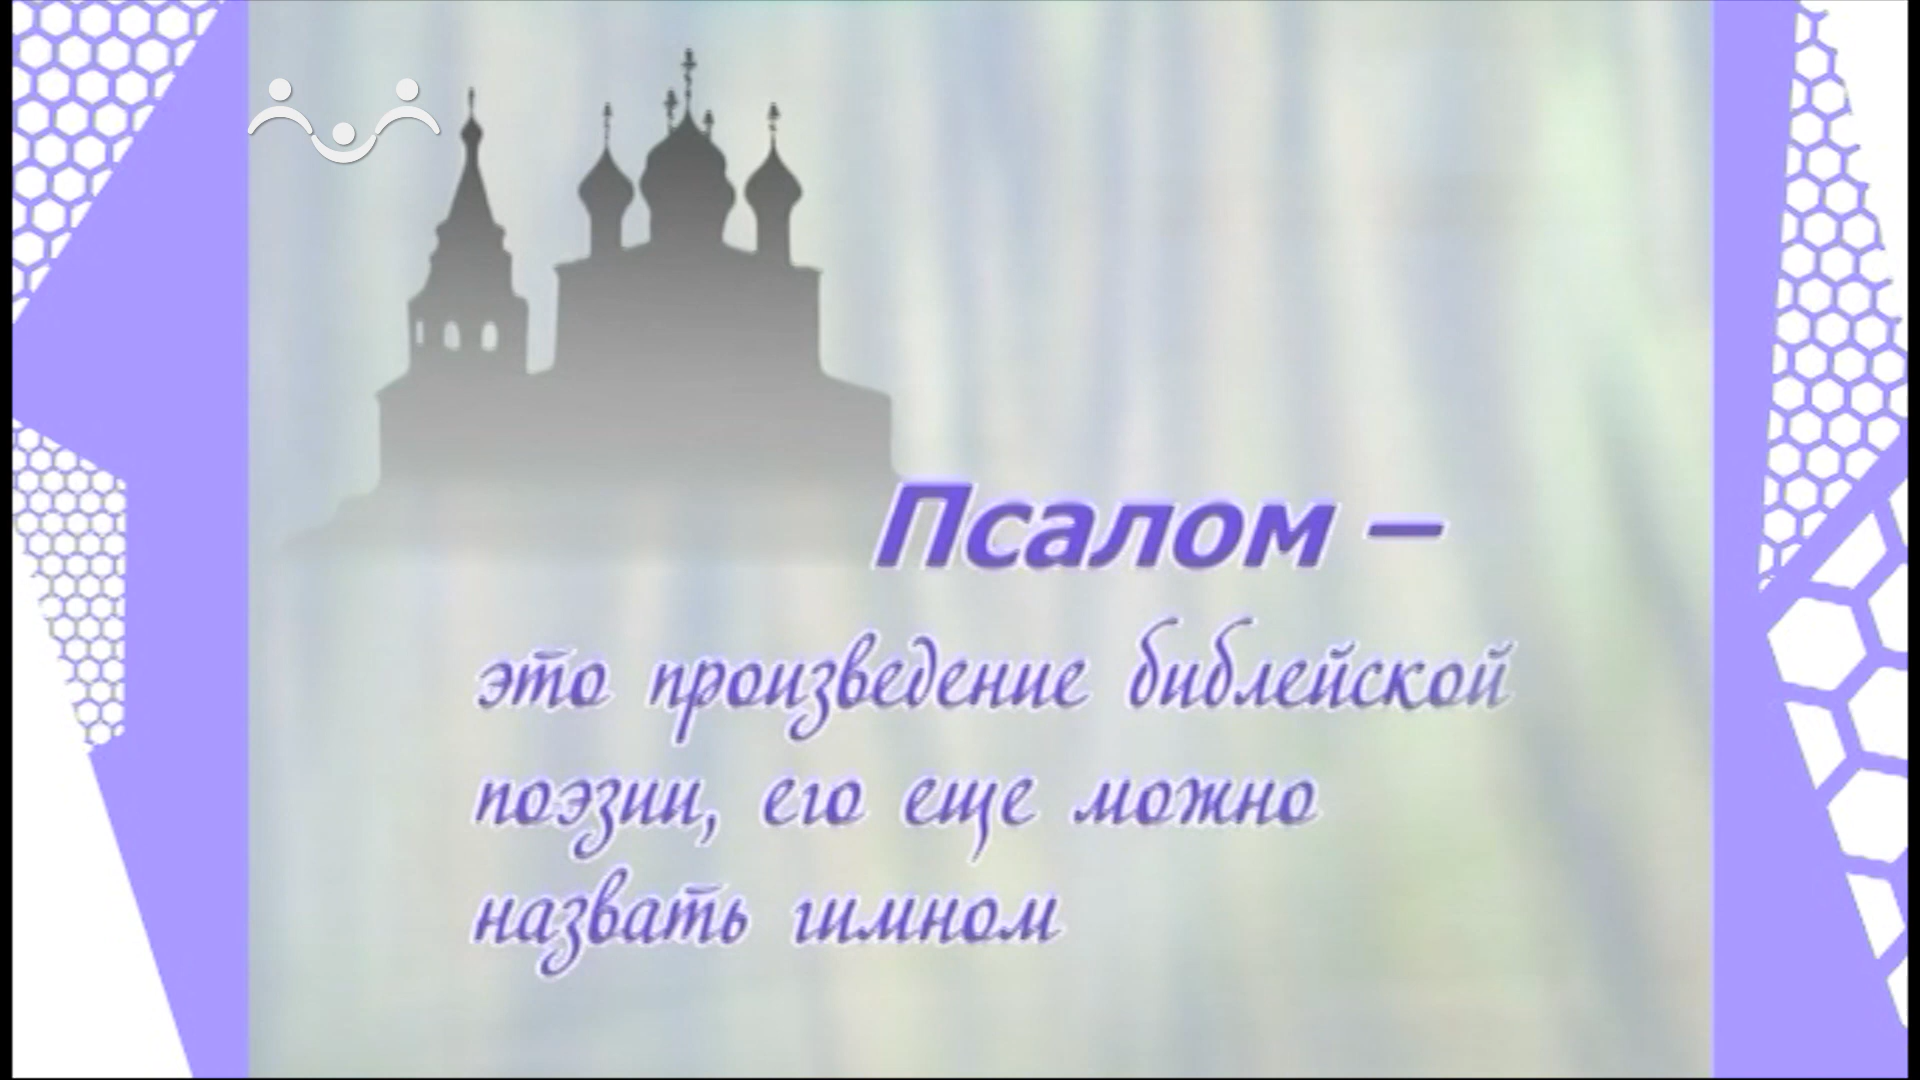 Псалом –
это произведение библейской
поэзии, его еще можно
назвать гимном